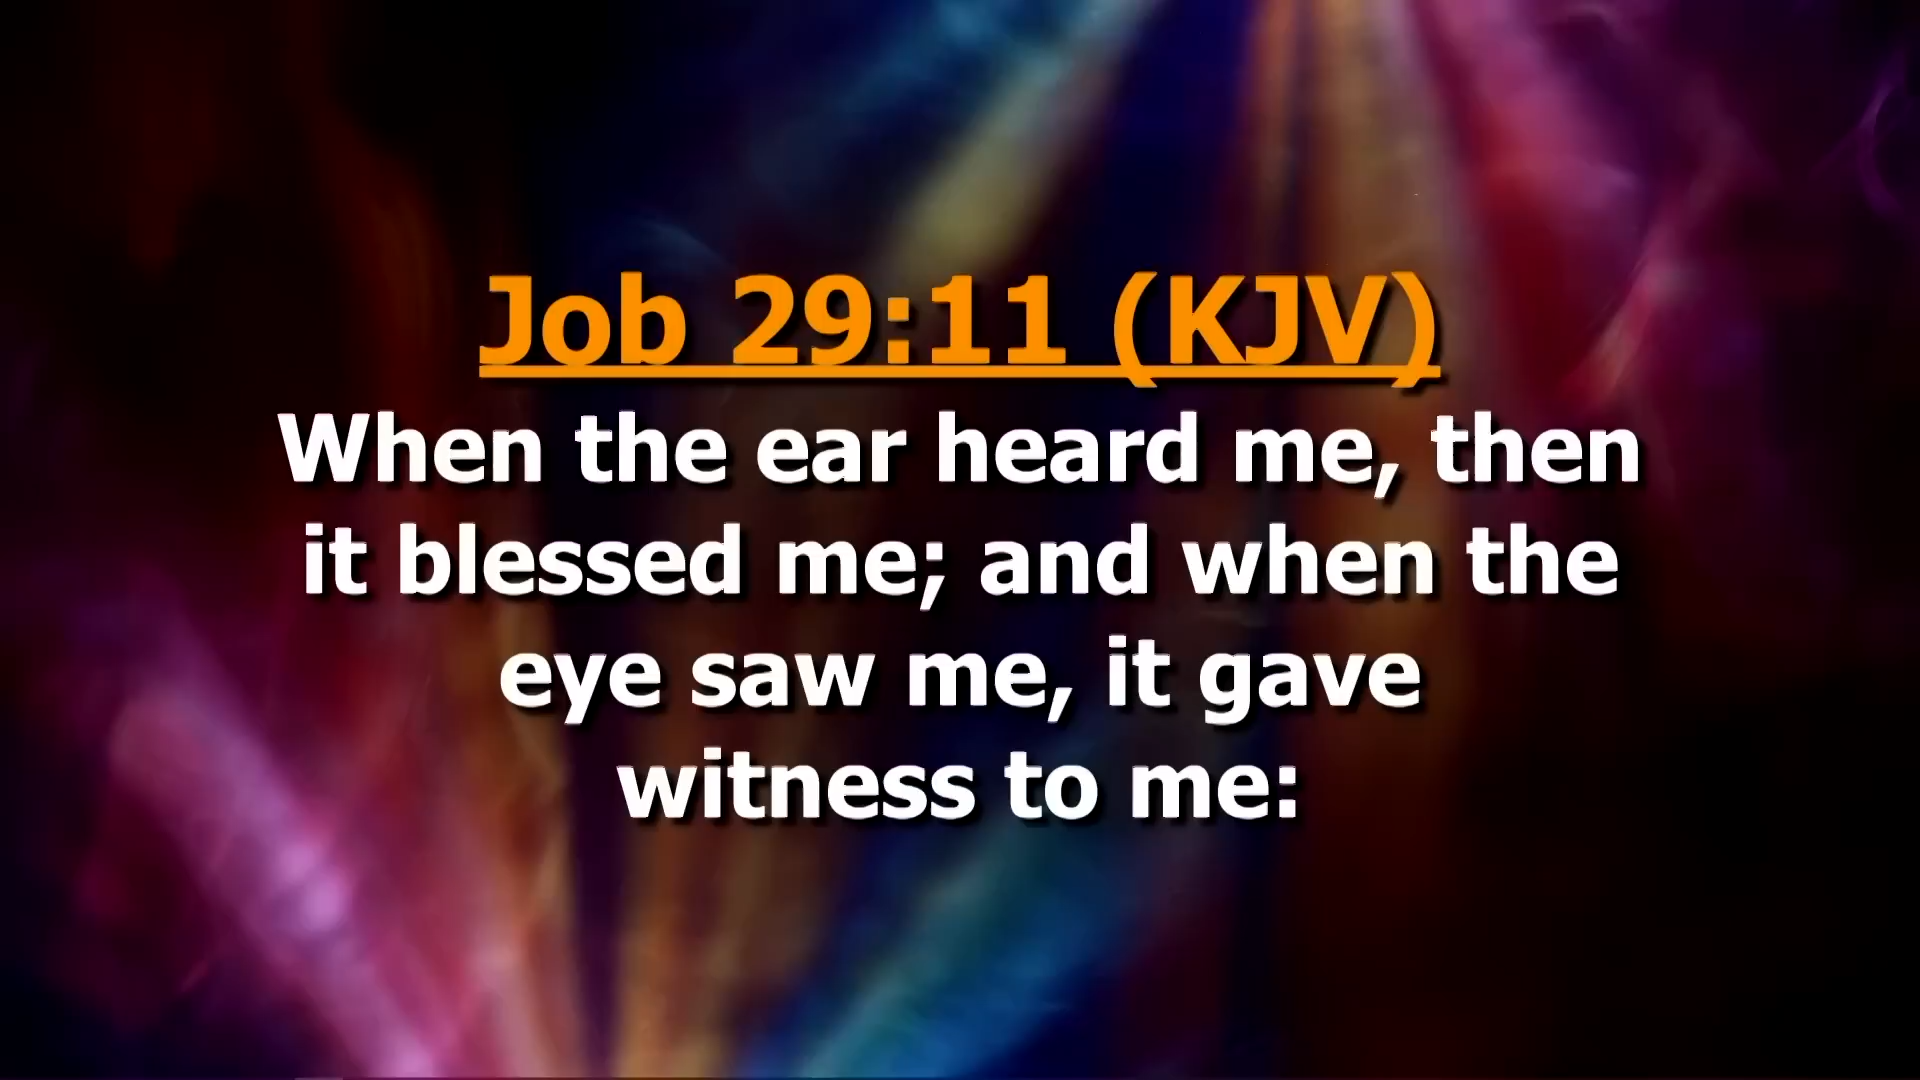 Job 29:11 (KJV)
When the ear heard me, then
it blessed me; and when the
eye saw me, it gave
witness to me: